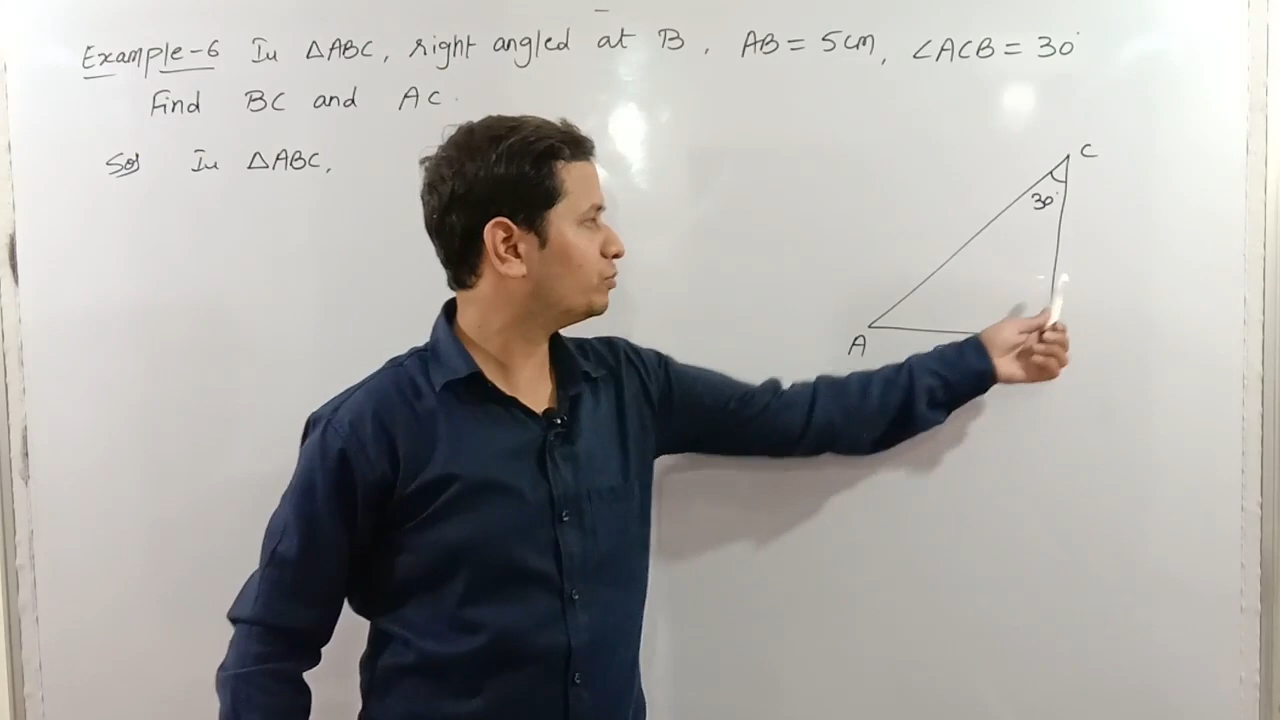 Example-6 In △ABC, right angled at B, AB = 5cm, ∠ACB = 30°
Find BC and AC.
Sol In △ABC,
C
30°
A